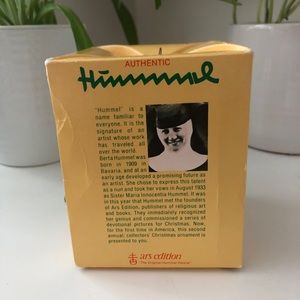 AUTHENTIC
Hummel
"Hummel" is a
name familiar to
everyone. It is the
signature of an
artist whose work
has traveled all
over the world.
Berta Hummel was
born in 1909 in
Bavaria, and at an
early age developed a promising future as
an artist. She chose to express this talent
as a nun and took her vows in August 1933
as Sister Maria Innocentia Hummel. It was
in this year that Hummel met the founders
of Ars Edition, publishers of religious art
and books. They immediately recognized
her genius and commissioned a series of
devotional pictures for Christmas. Now,
for the first time in America, this second
annual, collectors' Christmas ornament is
presented to you.
ars edition
The Original Hummel People